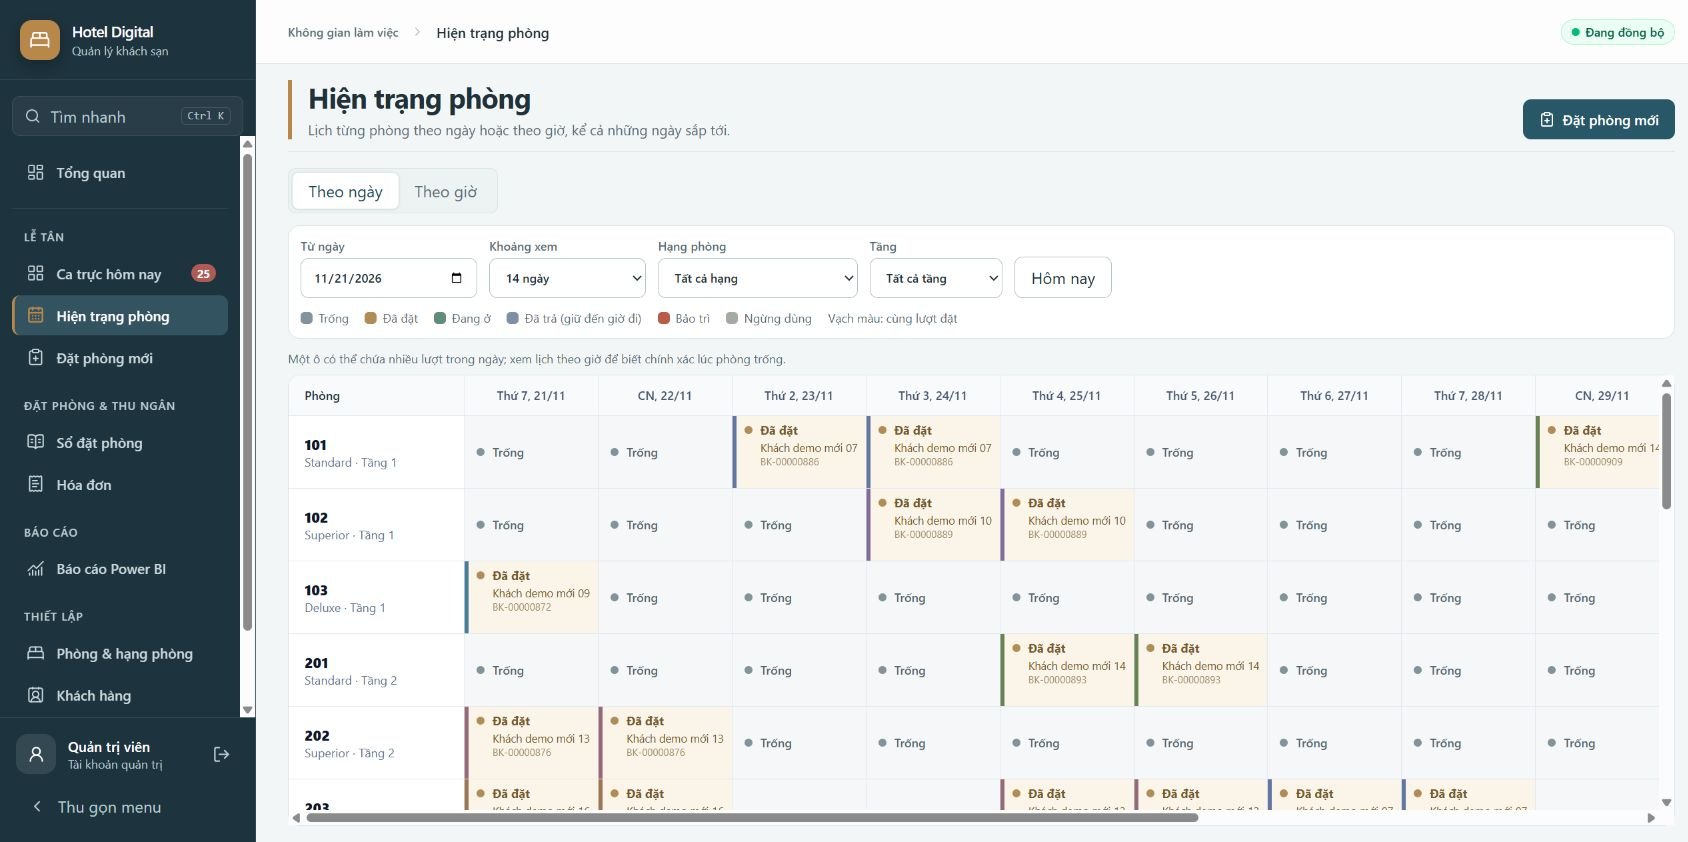 Hotel Digital
Quản lý khách sạn
Tìm nhanh
Ctrl K
Tổng quan
LỄ TÂN
Ca trực hôm nay 25
Hiện trạng phòng
Đặt phòng mới
ĐẶT PHÒNG & THU NGÂN
Sổ đặt phòng
Hóa đơn
BÁO CÁO
Báo cáo Power BI
THIẾT LẬP
Phòng & hạng phòng
Khách hàng
Quản trị viên
Tài khoản quản trị
Thu gọn menu
Không gian làm việc > Hiện trạng phòng
Đang đồng bộ
Hiện trạng phòng
Lịch từng phòng theo ngày hoặc theo giờ, kể cả những ngày sắp tới.
Đặt phòng mới
Theo ngày Theo giờ
Từ ngày Khoảng xem Hạng phòng Tầng
11/21/2026 14 ngày Tất cả hạng Tất cả tầng Hôm nay
Trống Đã đặt Đang ở Đã trả (giữ đến giờ đi) Bảo trì Ngừng dùng Vạch màu: cùng lượt đặt
Một ô có thể chứa nhiều lượt trong ngày; xem lịch theo giờ để biết chính xác lúc phòng trống.
Phòng Thứ 7, 21/11 CN, 22/11 Thứ 2, 23/11 Thứ 3, 24/11 Thứ 4, 25/11 Thứ 5, 26/11 Thứ 6, 27/11 Thứ 7, 28/11 CN, 29/11
101
Standard · Tầng 1
Trống
Trống
Đã đặt
Khách demo mới 07
BK-00000886
Đã đặt
Khách demo mới 07
BK-00000886
Trống
Trống
Trống
Trống
Đã đặt
Khách demo mới 14
BK-00000909
102
Superior · Tầng 1
Trống
Trống
Trống
Đã đặt
Khách demo mới 10
BK-00000889
Đã đặt
Khách demo mới 10
BK-00000889
Trống
Trống
Trống
Trống
103
Deluxe · Tầng 1
Đã đặt
Khách demo mới 09
BK-00000872
Trống
Trống
Trống
Trống
Trống
Trống
Trống
Trống
201
Standard · Tầng 2
Trống
Trống
Trống
Trống
Đã đặt
Khách demo mới 14
BK-00000893
Đã đặt
Khách demo mới 14
BK-00000893
Trống
Trống
Trống
202
Superior · Tầng 2
Đã đặt
Khách demo mới 13
BK-00000876
Đã đặt
Khách demo mới 13
BK-00000876
Trống
Trống
Trống
Trống
Trống
Trống
Trống
203
Đã đặt
Đã đặt
Đã đặt
Đã đặt
Đã đặt
Đã đặt